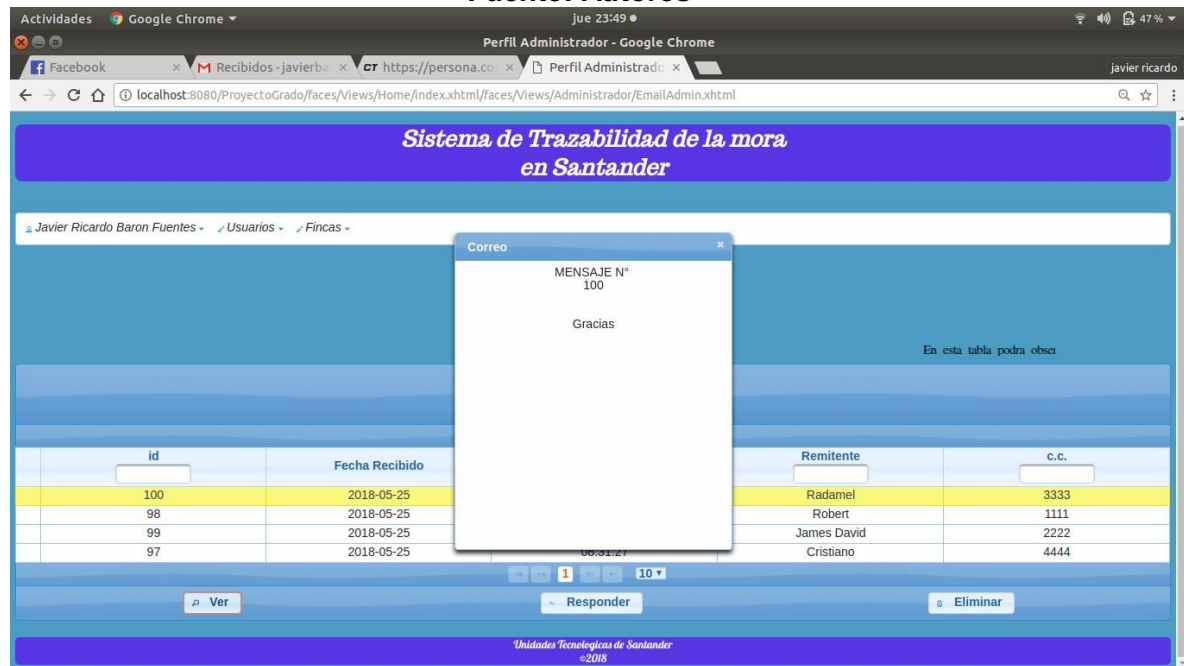 Actividades Google Chrome jue 23:49 47 %
Perfil Administrador - Google Chrome
Facebook Recibidos - javierba CT https://persona.co Perfil Administrado javier ricardo
localhost:8080/ProyectoGrado/faces/Views/Home/index.xhtml/faces/Views/Administrador/EmailAdmin.xhtml
Sistema de Trazabilidad de la mora
en Santander
Javier Ricardo Baron Fuentes Usuarios Fincas
Correo
MENSAJE N°
100
Gracias
En esta tabla podra obser
id Fecha Recibido Remitente c.c.
100 2018-05-25 Radamel 3333
98 2018-05-25 Robert 1111
99 2018-05-25 James David 2222
97 2018-05-25 08:31:27 Cristiano 4444
1 10
Ver Responder Eliminar
Unidades Tecnologicas de Santander
©2018